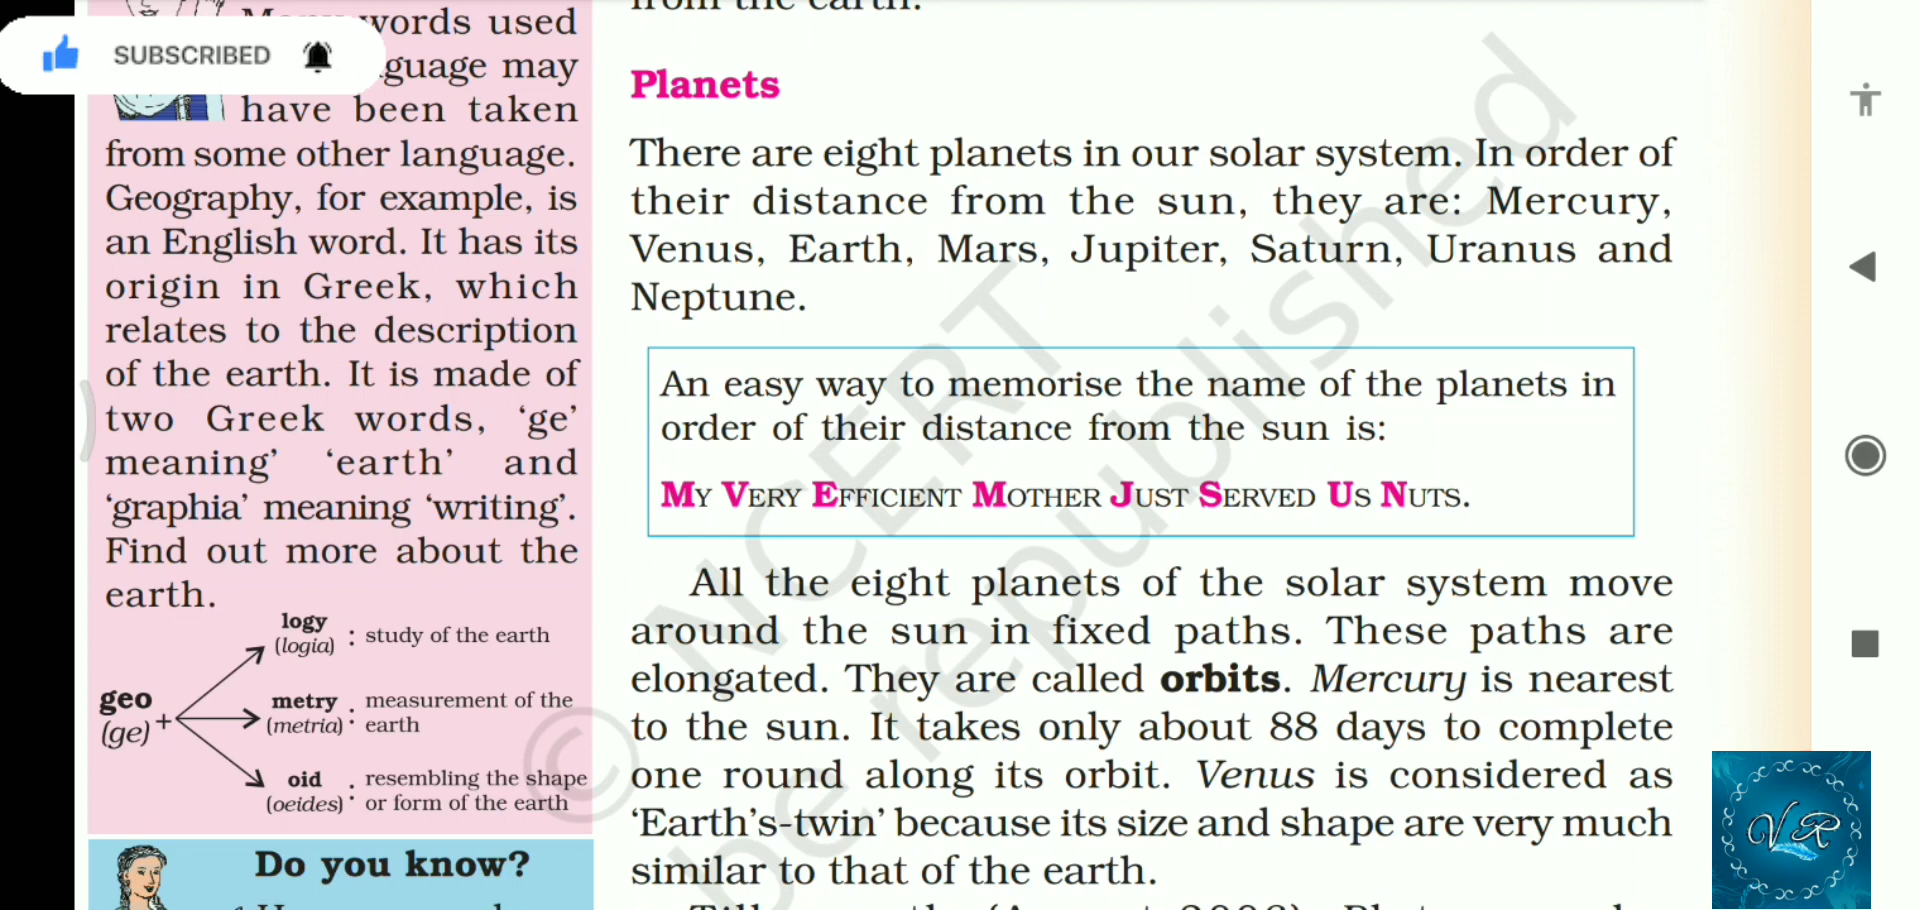 SUBSCRIBED
words used
guage may
have been taken
from some other language.
Geography, for example, is
an English word. It has its
origin in Greek, which
relates to the description
of the earth. It is made of
two Greek words, ‘ge’
meaning’ ‘earth’ and
‘graphia’ meaning ‘writing’.
Find out more about the
earth.
logy
(logia) : study of the earth
geo
(ge) +
metry : measurement of the
(metria) earth
oid : resembling the shape
(oeides) or form of the earth
Do you know?
from the earth.
Planets
There are eight planets in our solar system. In order of
their distance from the sun, they are: Mercury,
Venus, Earth, Mars, Jupiter, Saturn, Uranus and
Neptune.
An easy way to memorise the name of the planets in
order of their distance from the sun is:
MY VERY EFFICIENT MOTHER JUST SERVED US NUTS.
All the eight planets of the solar system move
around the sun in fixed paths. These paths are
elongated. They are called orbits. Mercury is nearest
to the sun. It takes only about 88 days to complete
one round along its orbit. Venus is considered as
‘Earth’s-twin’ because its size and shape are very much
similar to that of the earth.
© NCERT
be republished
VR